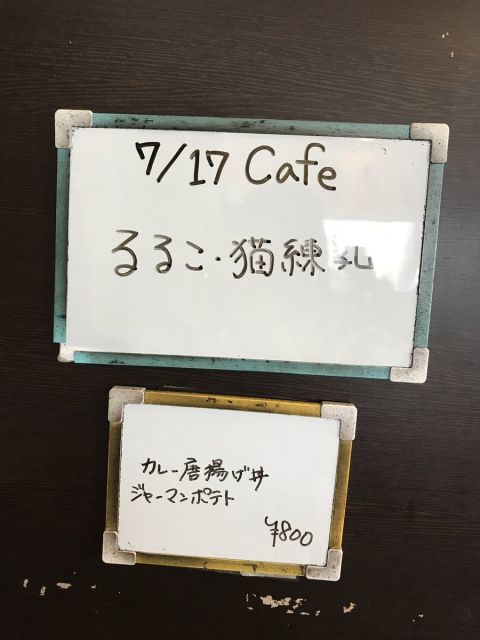 7/17 Cafe
るるこ・猫練乳
カレー唐揚げ丼
ジャーマンポテト
¥800